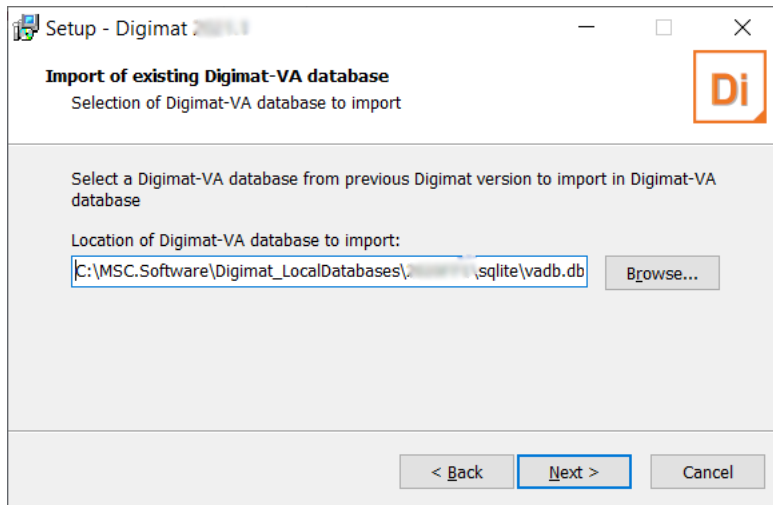 Setup - Digimat
Import of existing Digimat-VA database
Selection of Digimat-VA database to import
Di
Select a Digimat-VA database from previous Digimat version to import in Digimat-VA
database
Location of Digimat-VA database to import:
C:\MSC.Software\Digimat_LocalDatabases\ \sqlite\vadb.db
Browse...
< Back
Next >
Cancel